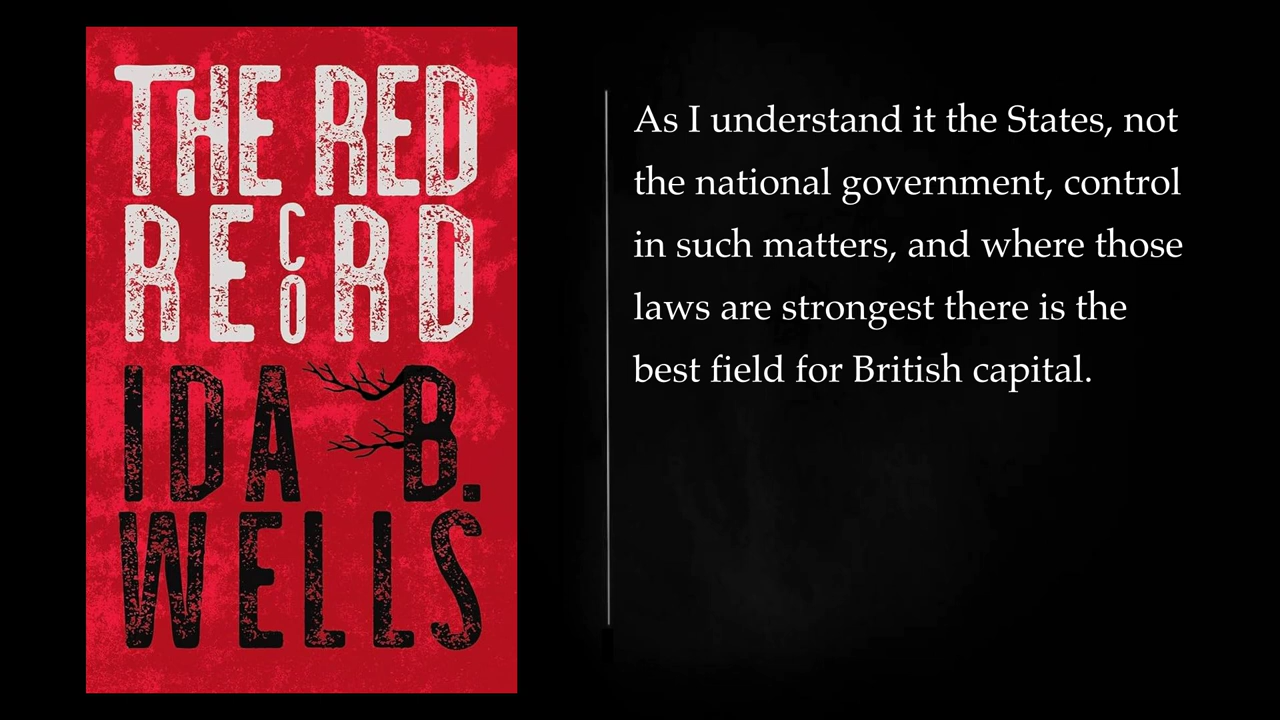 THE RED
RECORD
IDA B.
WELLS
As I understand it the States, not
the national government, control
in such matters, and where those
laws are strongest there is the
best field for British capital.